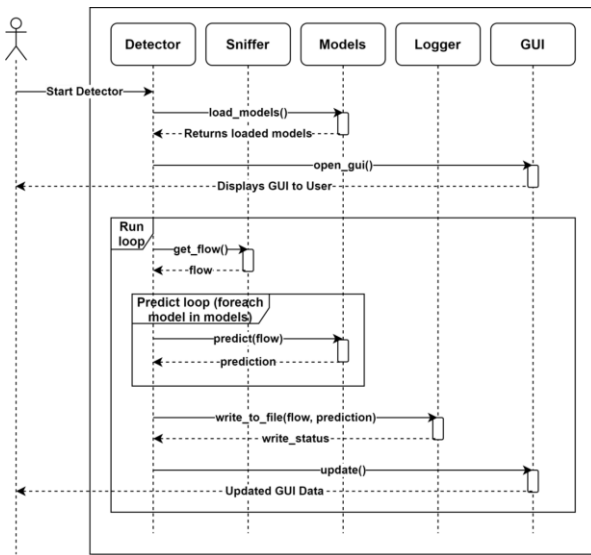 Detector
Sniffer
Models
Logger
GUI
Start Detector
load_models()
Returns loaded models
open_gui()
Displays GUI to User
Run
loop
get_flow()
flow
Predict loop (foreach
model in models)
predict(flow)
prediction
write_to_file(flow, prediction)
write_status
update()
Updated GUI Data